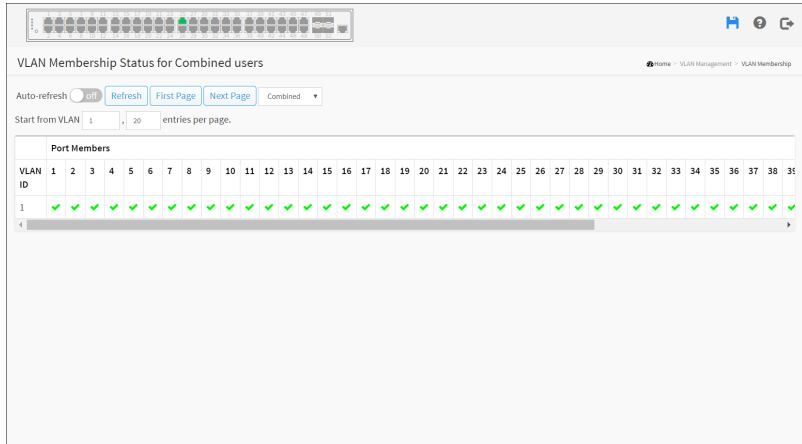 VLAN Membership Status for Combined users
Home > VLAN Management > VLAN Membership
Auto-refresh off Refresh First Page Next Page Combined
Start from VLAN 1 , 20 entries per page.
Port Members
VLAN ID 1 2 3 4 5 6 7 8 9 10 11 12 13 14 15 16 17 18 19 20 21 22 23 24 25 26 27 28 29 30 31 32 33 34 35 36 37 38 39
1